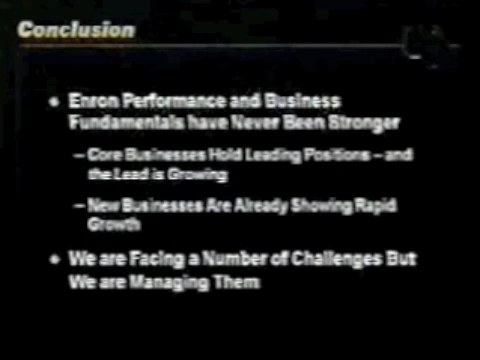 Conclusion
• Enron Performance and Business
Fundamentals have Never Been Stronger
– Core Businesses Hold Leading Positions – and
the Lead is Growing
– New Businesses Are Already Showing Rapid
Growth
• We are Facing a Number of Challenges But
We are Managing Them